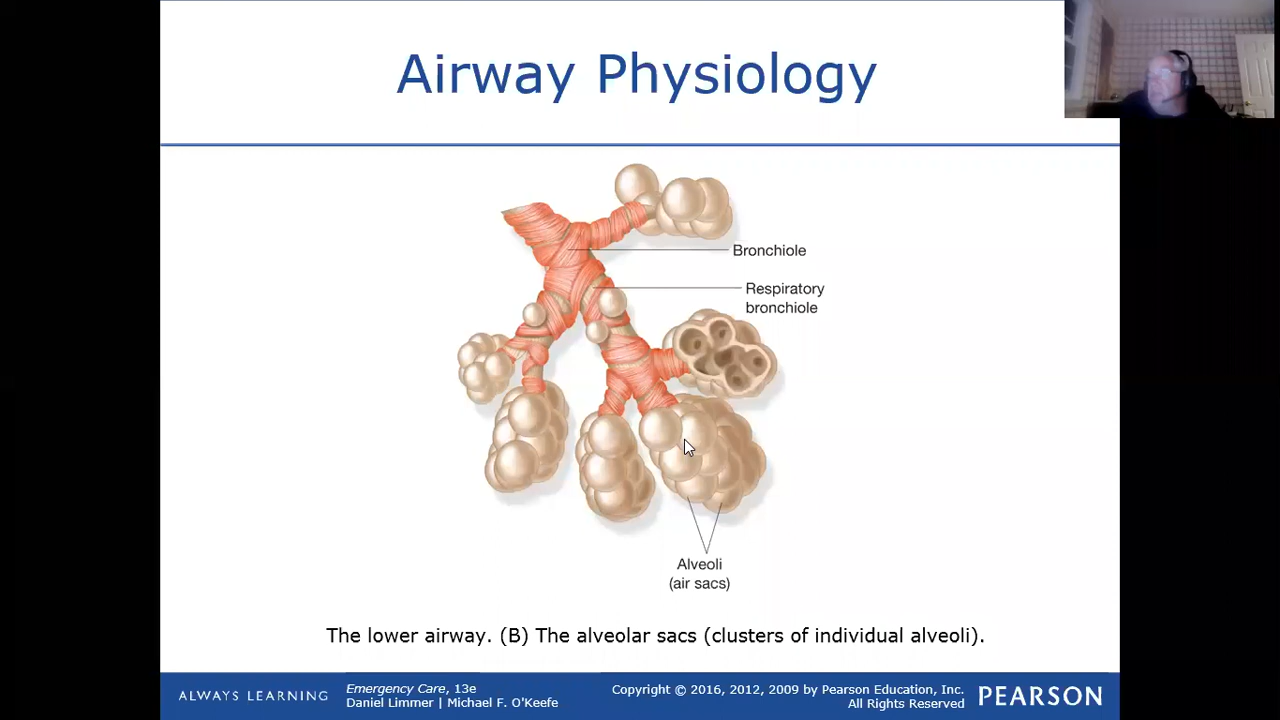 Airway Physiology
Bronchiole
Respiratory
bronchiole
Alveoli
(air sacs)
The lower airway. (B) The alveolar sacs (clusters of individual alveoli).
ALWAYS LEARNING
Emergency Care, 13e
Daniel Limmer | Michael F. O'Keefe
Copyright © 2016, 2012, 2009 by Pearson Education, Inc.
All Rights Reserved
PEARSON